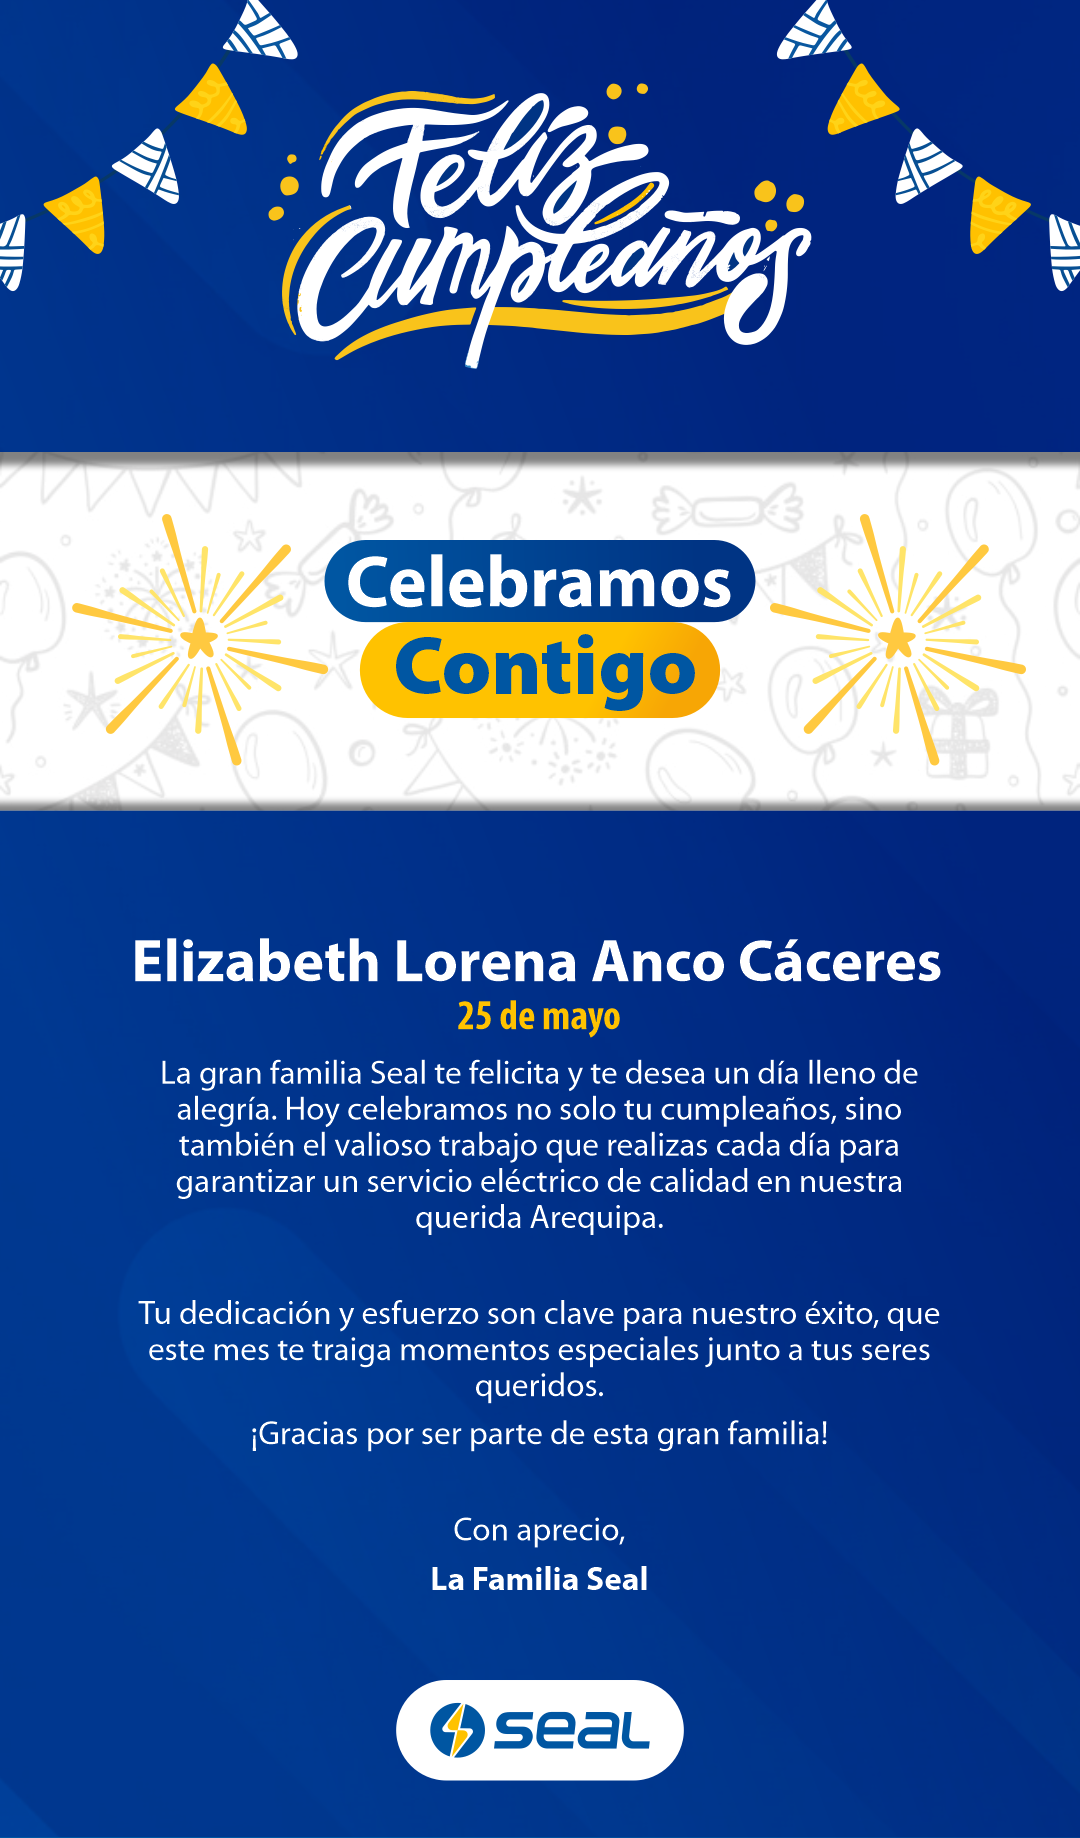 Feliz
Cumpleaños
Celebramos
Contigo
Elizabeth Lorena Anco Cáceres
25 de mayo
La gran familia Seal te felicita y te desea un día lleno de
alegría. Hoy celebramos no solo tu cumpleaños, sino
también el valioso trabajo que realizas cada día para
garantizar un servicio eléctrico de calidad en nuestra
querida Arequipa.
Tu dedicación y esfuerzo son clave para nuestro éxito, que
este mes te traiga momentos especiales junto a tus seres
queridos.
¡Gracias por ser parte de esta gran familia!
Con aprecio,
La Familia Seal
seal